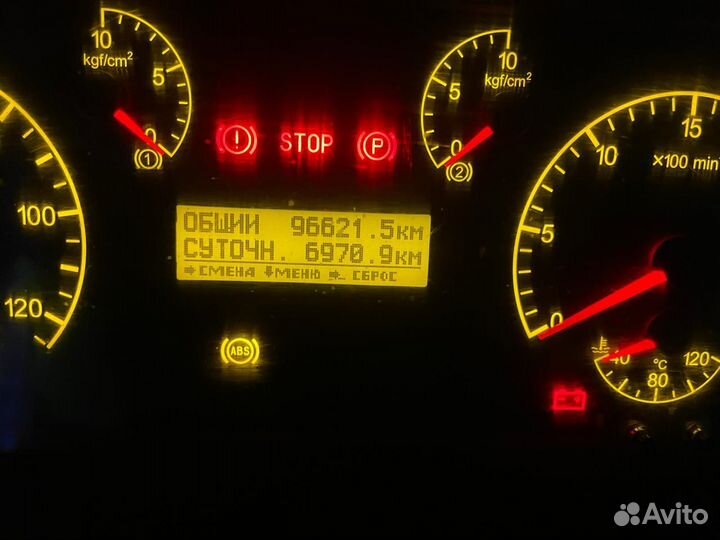 10
kgf/cm²
5
0
(1)
STOP
P
10
kgf/cm²
5
0
(2)
100
120
ОБЩИЙ 96621.5км
СУТОЧН. 6970.9км
СМЕНА МЕНЮ СБРОС
ABS
15
10
×100 min
5
0
40
°C
120
80
Avito